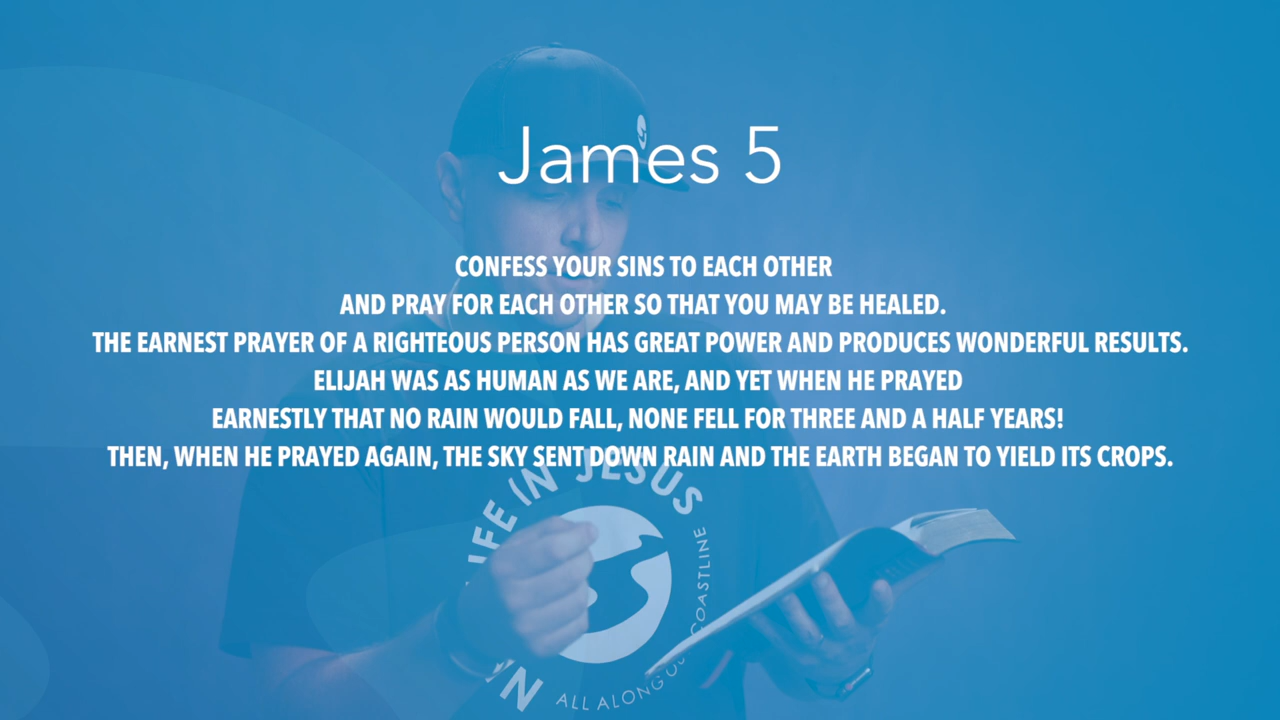 James 5
CONFESS YOUR SINS TO EACH OTHER
AND PRAY FOR EACH OTHER SO THAT YOU MAY BE HEALED.
THE EARNEST PRAYER OF A RIGHTEOUS PERSON HAS GREAT POWER AND PRODUCES WONDERFUL RESULTS.
ELIJAH WAS AS HUMAN AS WE ARE, AND YET WHEN HE PRAYED
EARNESTLY THAT NO RAIN WOULD FALL, NONE FELL FOR THREE AND A HALF YEARS!
THEN, WHEN HE PRAYED AGAIN, THE SKY SENT DOWN RAIN AND THE EARTH BEGAN TO YIELD ITS CROPS.
IN JESUS
ALL ALONG
COASTLINE